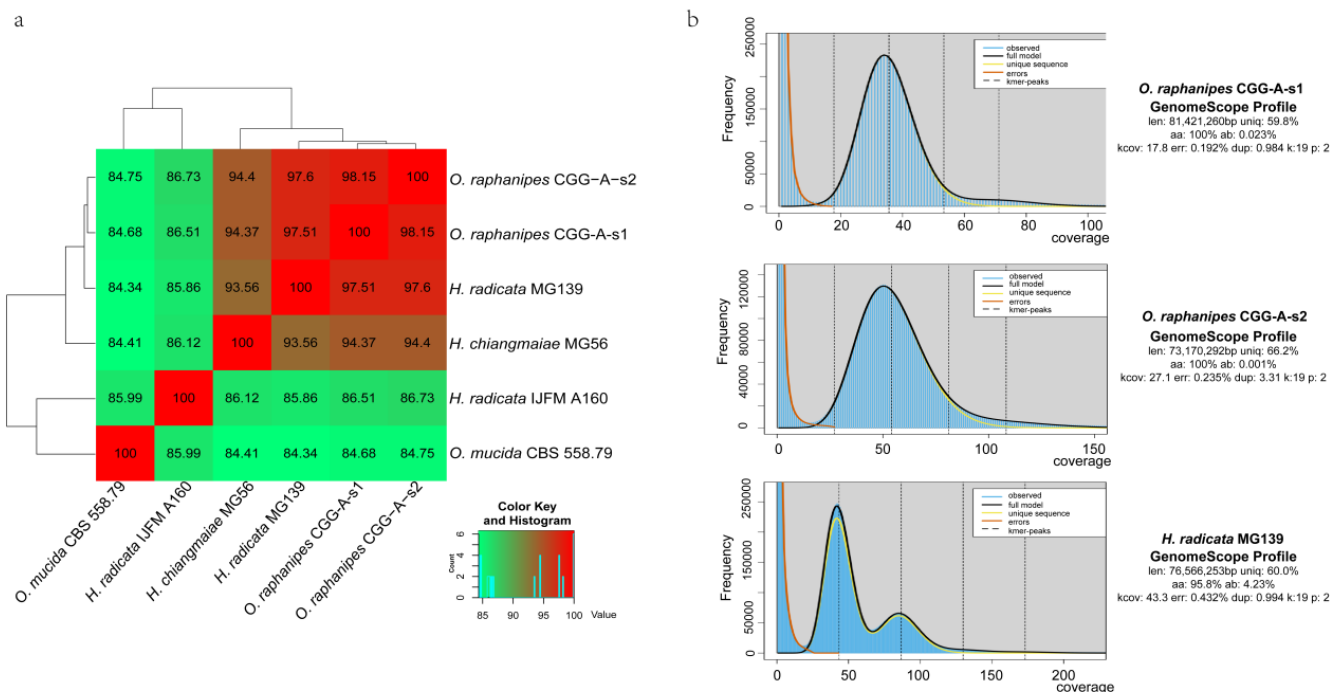 a
84.75 86.73 94.4 97.6 98.15 100 O. raphanipes CGG−A−s2
84.68 86.51 94.37 97.51 100 98.15 O. raphanipes CGG-A-s1
84.34 85.86 93.56 100 97.51 97.6 H. radicata MG139
84.41 86.12 100 93.56 94.37 94.4 H. chiangmaiae MG56
85.99 100 86.12 85.86 86.51 86.73 H. radicata IJFM A160
100 85.99 84.41 84.34 84.68 84.75 O. mucida CBS 558.79
O. mucida CBS 558.79
H. radicata IJFM A160
H. chiangmaiae MG56
H. radicata MG139
O. raphanipes CGG-A-s1
O. raphanipes CGG−A−s2
Color Key
and Histogram
Count
6
4
2
0
85 90 95 100
Value
b
Frequency
250000
200000
150000
100000
50000
0
0 20 40 60 80 100
coverage
observed
full model
unique sequence
errors
kmer-peaks
O. raphanipes CGG-A-s1
GenomeScope Profile
len: 81,421,260bp uniq: 59.8%
aa: 100% ab: 0.023%
kcov: 17.8 err: 0.192% dup: 0.984 k:19 p: 2
Frequency
120000
80000
40000
0
0 50 100 150
coverage
observed
full model
unique sequence
errors
kmer-peaks
O. raphanipes CGG-A-s2
GenomeScope Profile
len: 73,170,292bp uniq: 66.2%
aa: 100% ab: 0.001%
kcov: 27.1 err: 0.235% dup: 3.31 k:19 p: 2
Frequency
250000
200000
150000
100000
50000
0
0 50 100 150 200
coverage
observed
full model
unique sequence
errors
kmer-peaks
H. radicata MG139
GenomeScope Profile
len: 76,566,253bp uniq: 60.0%
aa: 95.8% ab: 4.23%
kcov: 43.3 err: 0.432% dup: 0.994 k:19 p: 2